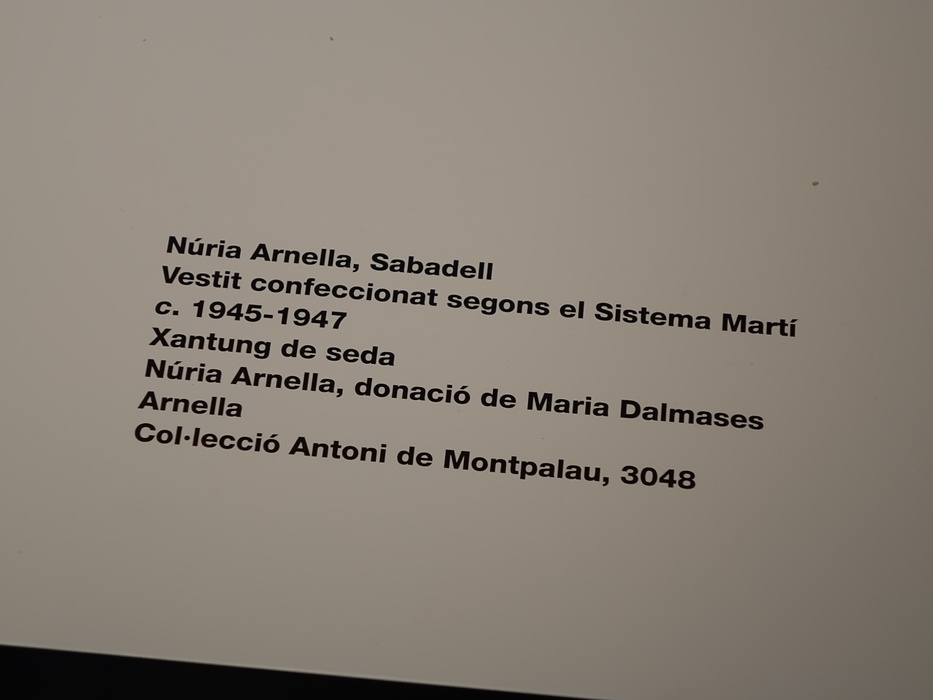 Núria Arnella, Sabadell
Vestit confeccionat segons el Sistema Martí
c. 1945-1947
Xantung de seda
Núria Arnella, donació de Maria Dalmases
Arnella
Col·lecció Antoni de Montpalau, 3048